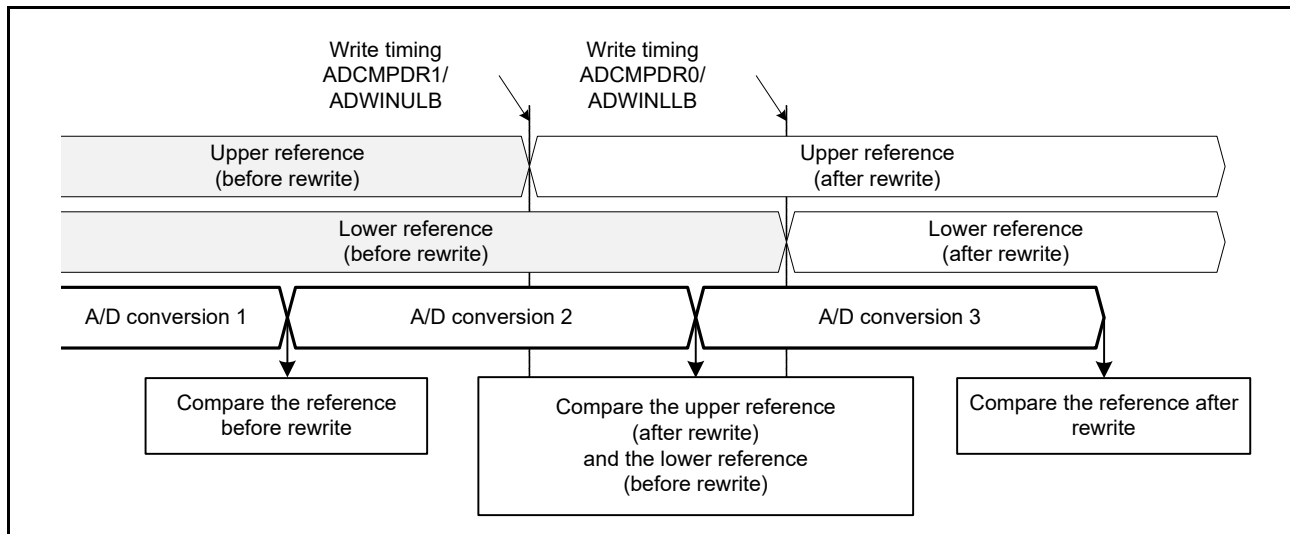 Write timing
ADCMPDR1/
ADWINULB
Write timing
ADCMPDR0/
ADWINLLB
Upper reference
(before rewrite)
Upper reference
(after rewrite)
Lower reference
(before rewrite)
Lower reference
(after rewrite)
A/D conversion 1
A/D conversion 2
A/D conversion 3
Compare the reference
before rewrite
Compare the upper reference
(after rewrite)
and the lower reference
(before rewrite)
Compare the reference after
rewrite